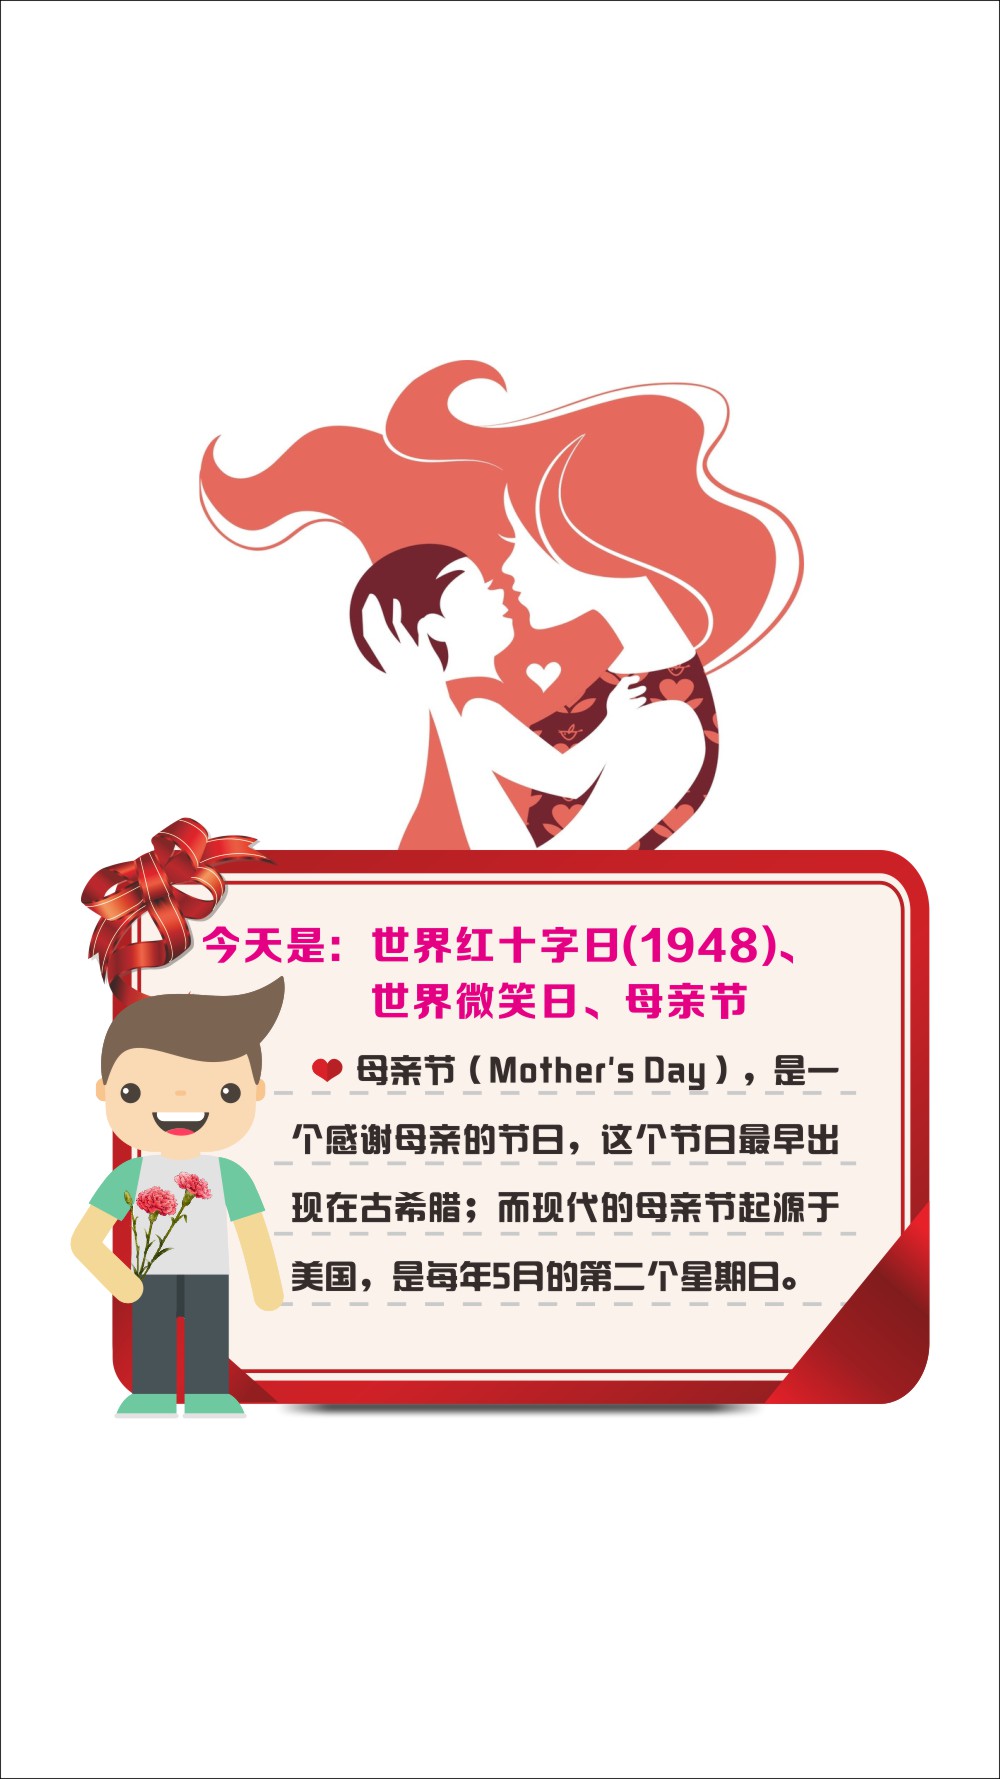 今天是：世界红十字日(1948)、
世界微笑日、母亲节
母亲节（Mother's Day），是一
个感谢母亲的节日，这个节日最早出
现在古希腊；而现代的母亲节起源于
美国，是每年5月的第二个星期日。